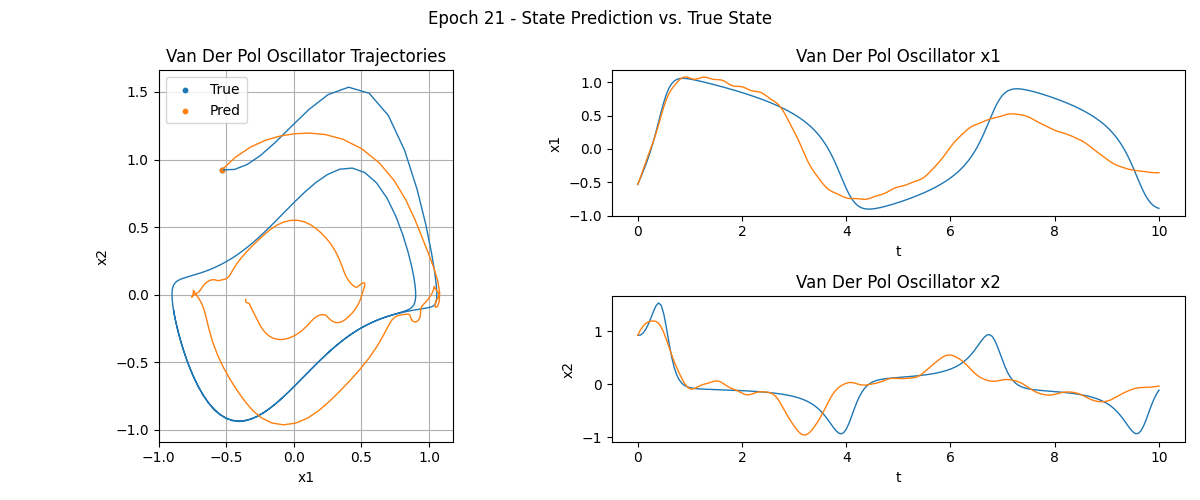 Epoch 21 - State Prediction vs. True State
Van Der Pol Oscillator Trajectories
True
Pred
1.5
1.0
0.5
0.0
−0.5
−1.0
x2
−1.0 −0.5 0.0 0.5 1.0
x1
Van Der Pol Oscillator x1
1.0
0.5
0.0
−0.5
−1.0
x1
0 2 4 6 8 10
t
Van Der Pol Oscillator x2
1
0
−1
x2
0 2 4 6 8 10
t